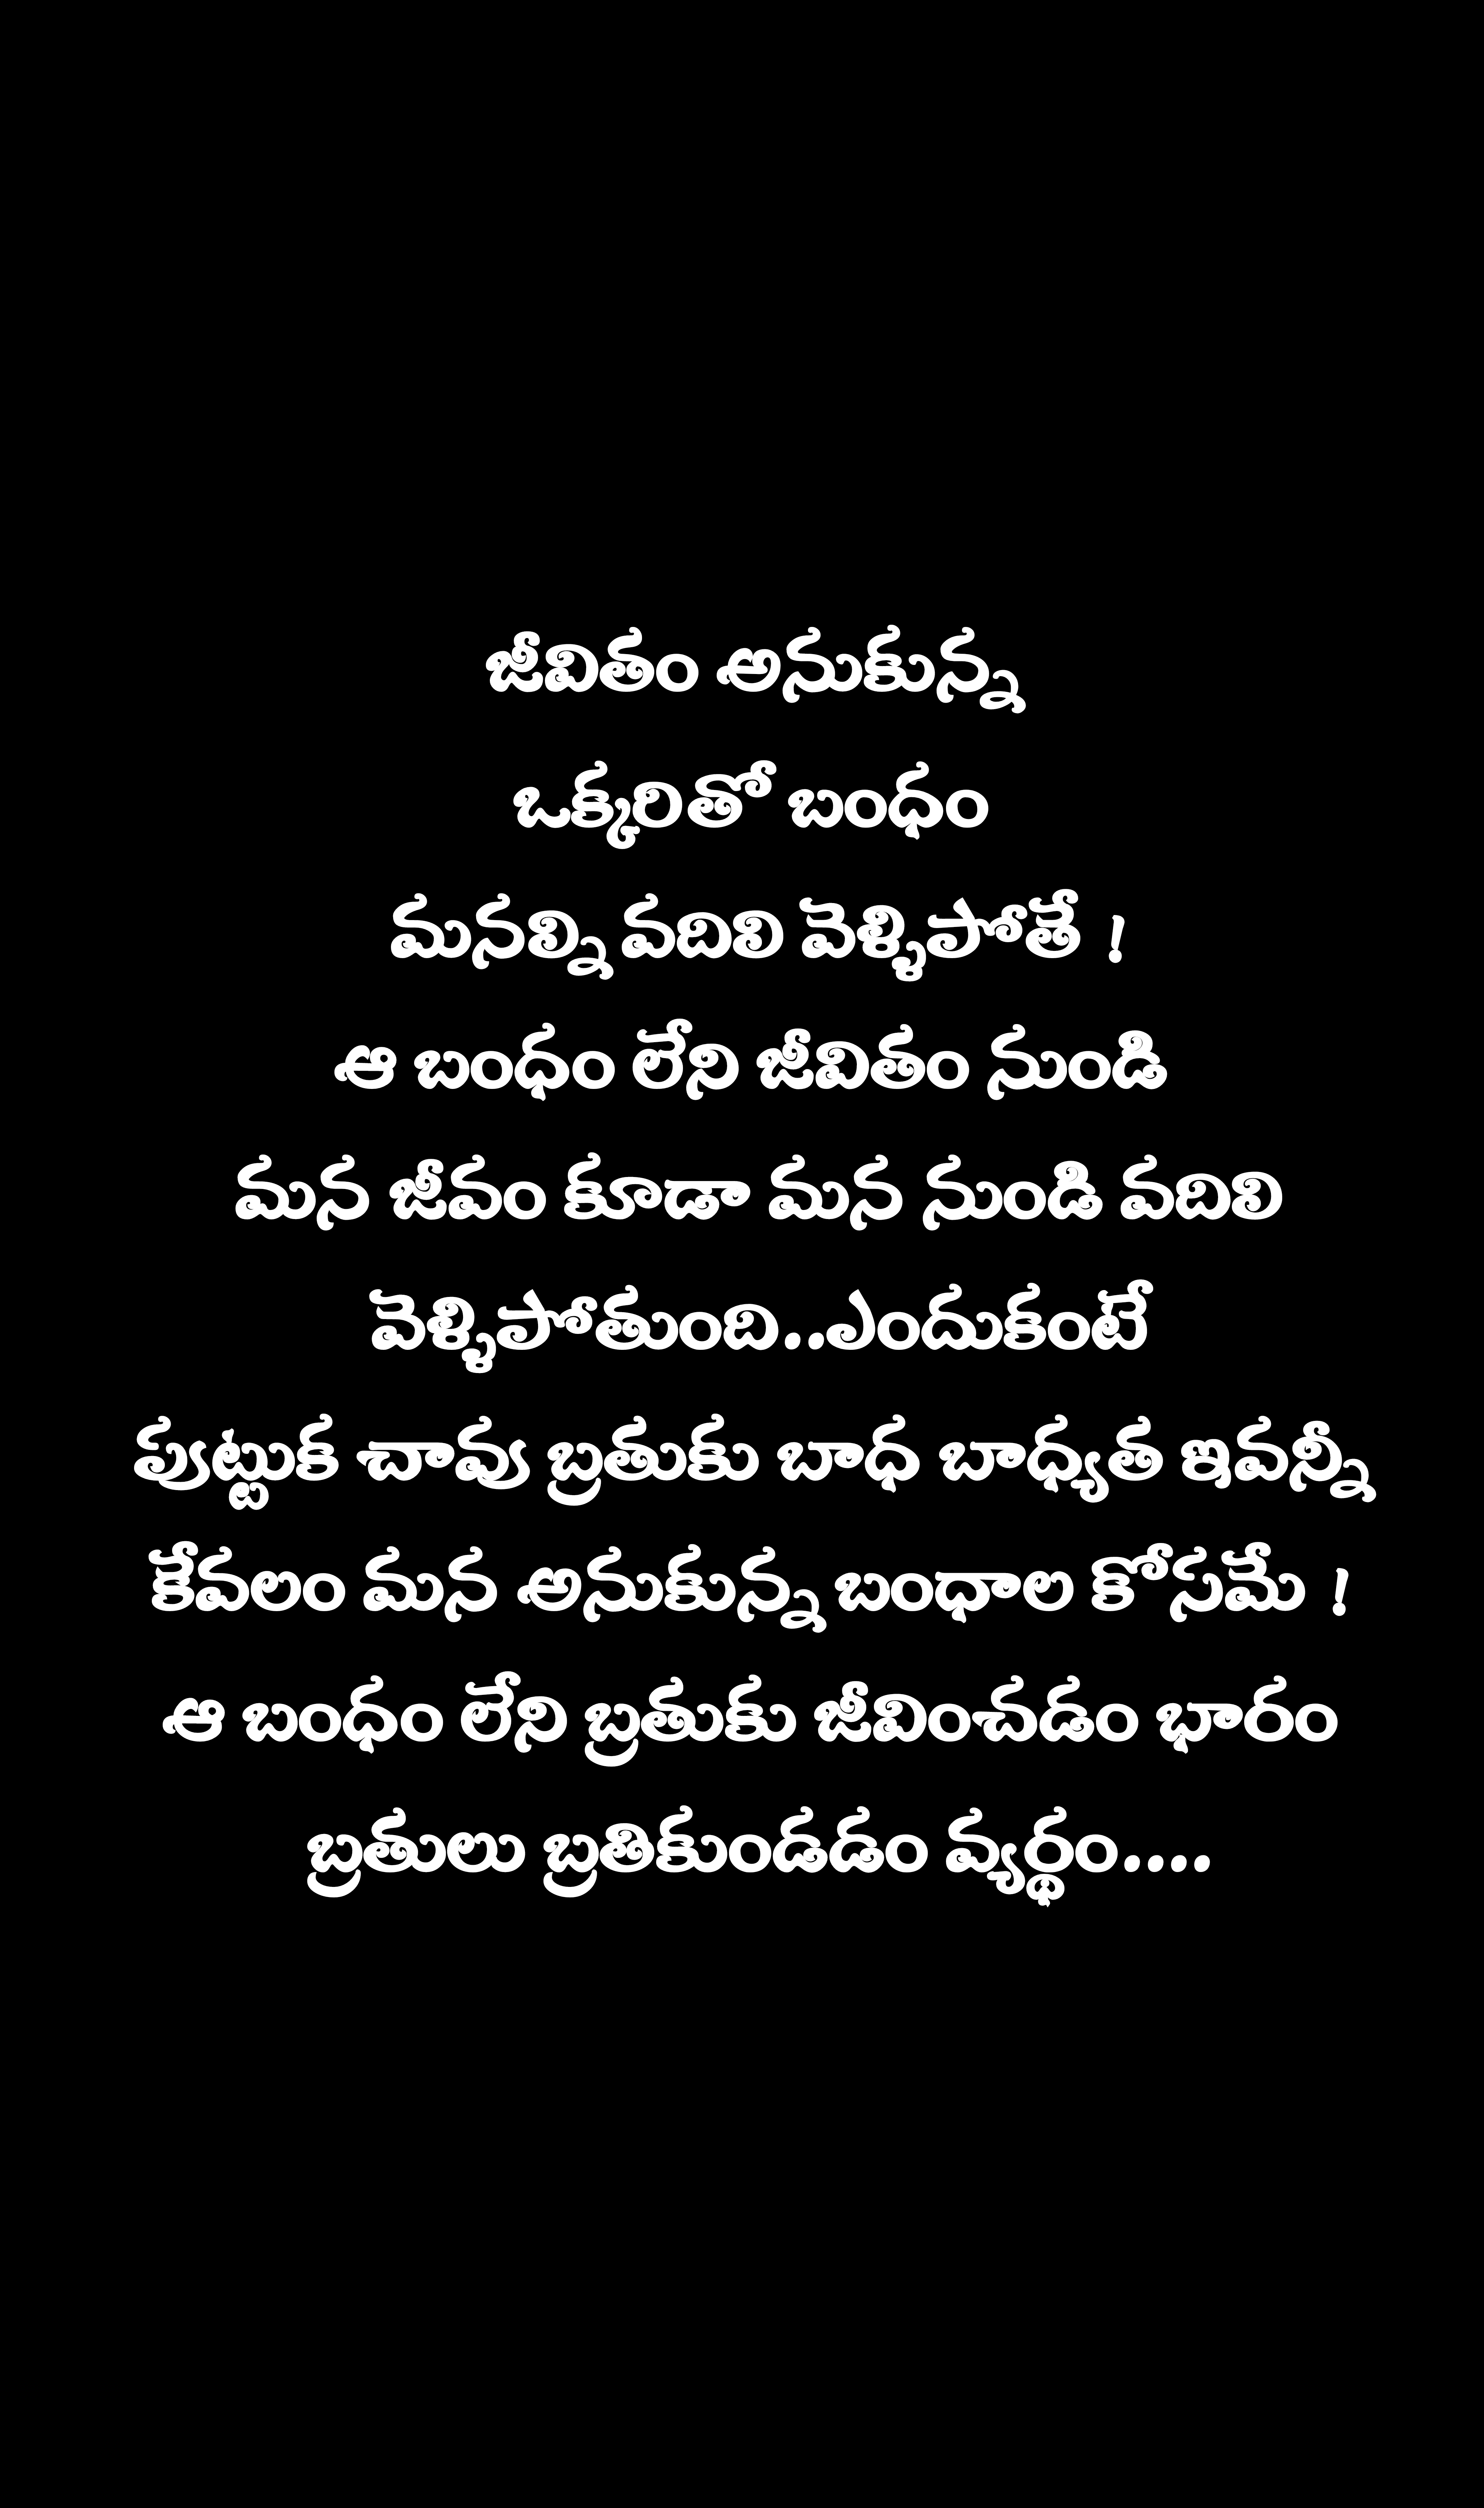 జీవితం అనుకున్న
ఒక్కరితో బంధం
మనల్ని వదిలి వెళ్ళిపోతే !
ఆ బంధం లేని జీవితం నుండి
మన జీవం కూడా మన నుండి వదిలి
వెళ్లిపోతుంది..ఎందుకంటే
పుట్టుక చావు బ్రతుకు బాధ బాధ్యత ఇవన్ని
కేవలం మన అనుకున్న బంధాల కోసమే !
ఆ బంధం లేని బ్రతుకు జీవించడం భారం
బ్రతుకు బ్రతికుండడం వ్యర్థం....